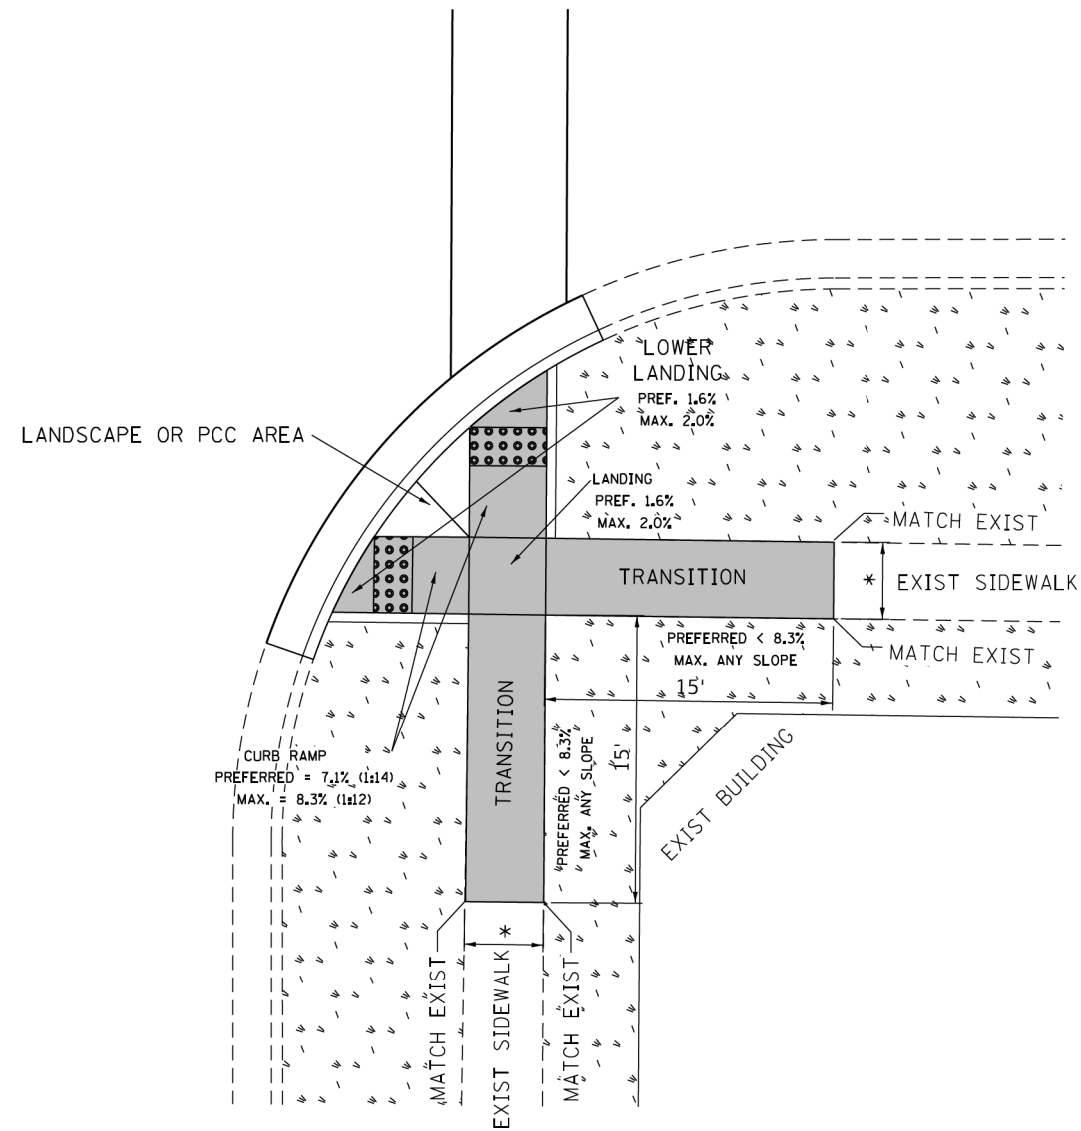 LOWER
LANDING
PREF. 1.6%
MAX. 2.0%
LANDSCAPE OR PCC AREA
LANDING
PREF. 1.6%
MAX. 2.0%
MATCH EXIST
TRANSITION
* EXIST SIDEWALK
PREFERRED < 8.3%
MAX. ANY SLOPE
MATCH EXIST
15'
TRANSITION
PREFERRED < 8.3%
MAX. ANY SLOPE
15'
EXIST BUILDING
CURB RAMP
PREFERRED = 7.1% (1:14)
MAX. = 8.3% (1:12)
MATCH EXIST
EXIST SIDEWALK *
MATCH EXIST